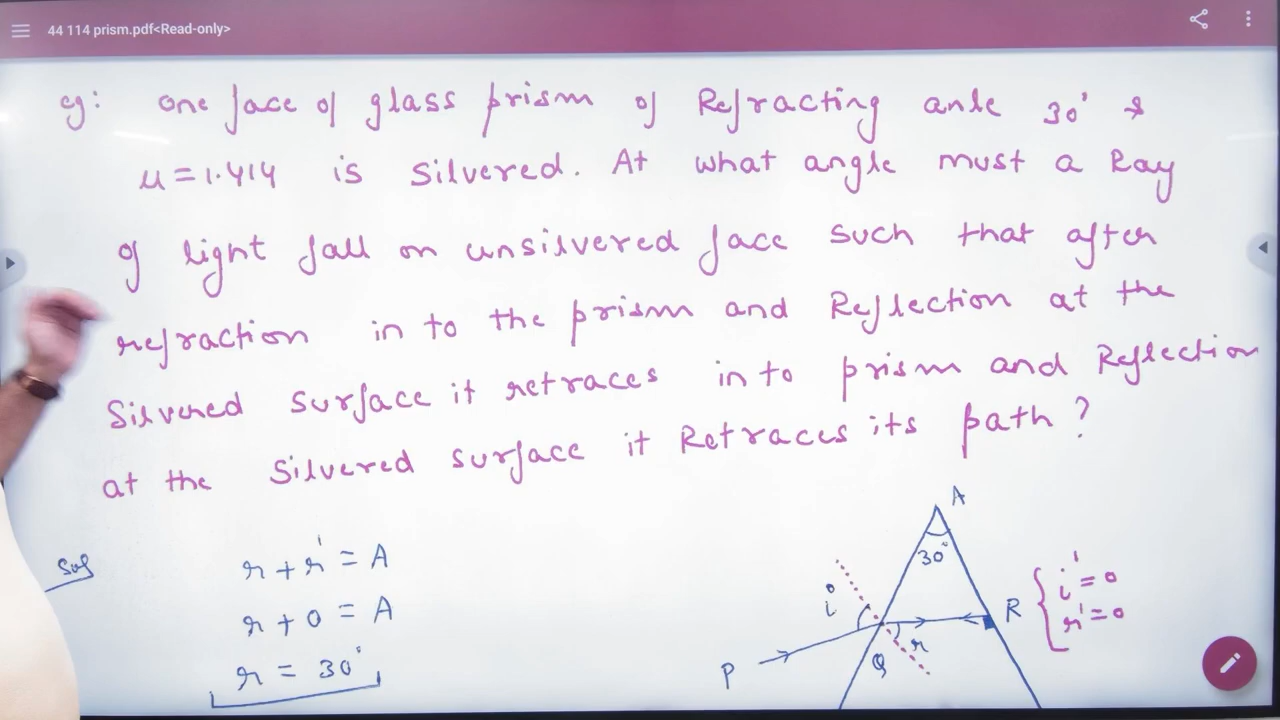 44 114 prism.pdf<Read-only>
eg: one face of glass prism of Refracting anle 30° &
μ = 1.414 is silvered. At what angle must a Ray
of light fall on unsilvered face such that after
refraction in to the prism and Reflection at the
Silvered surface it retraces in to prism and Reflection
at the Silvered surface it Retraces its path?
Sol
r + r' = A
r + 0 = A
r = 30°
A
30°
i
P
Q
r
R
i' = 0
r' = 0